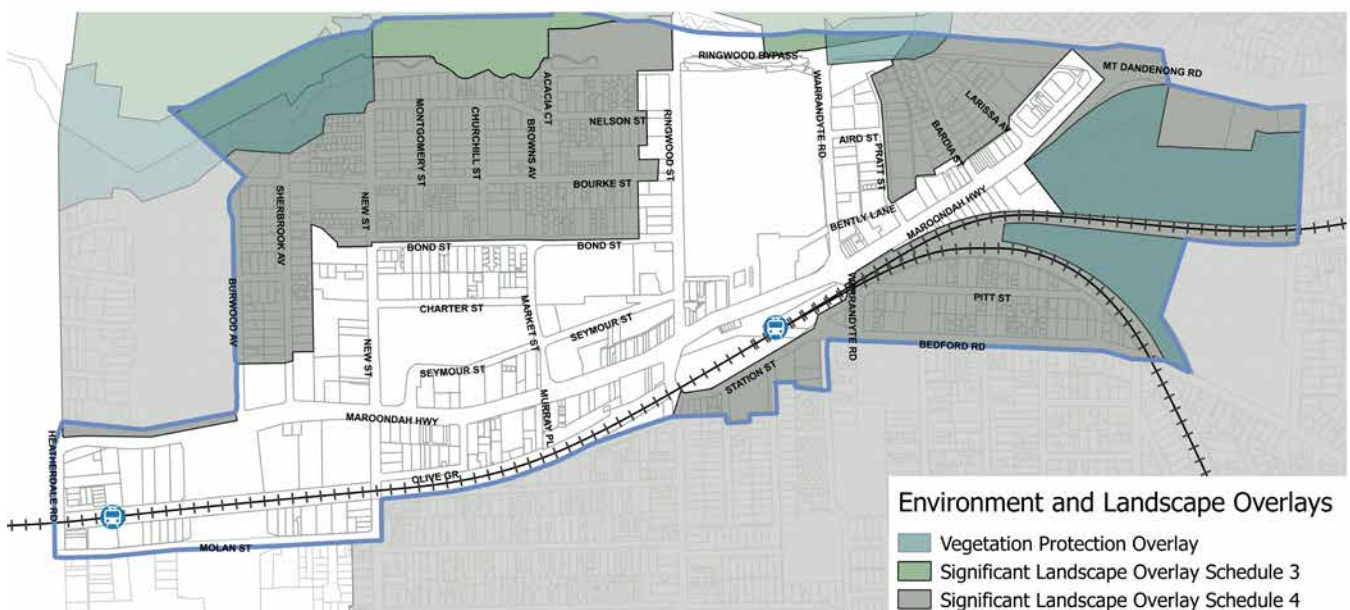 RINGWOOD BYPASS
MT DANDENONG RD
ACACIA CT
WARRANDYTE RD
LARISSA AV
MONTGOMERY ST
CHURCHILL ST
BROWNS AV
NELSON ST
RINGWOOD ST
AIRD ST
PRATT ST
BARDIA ST
BOURKE ST
SHERBROOK AV
NEW ST
BENTLY LANE
MAROONDAH HWY
BOND ST
BOND ST
BURWOOD AV
CHARTER ST
MARKET ST
SEYMOUR ST
WARRANDYTE RD
PITT ST
BEDFORD RD
NEW ST
SEYMOUR ST
STATION ST
MAROONDAH HWY
MURRAY PL
HEATHERDALE RD
OLIVE GR
MOLAN ST
Environment and Landscape Overlays
Vegetation Protection Overlay
Significant Landscape Overlay Schedule 3
Significant Landscape Overlay Schedule 4